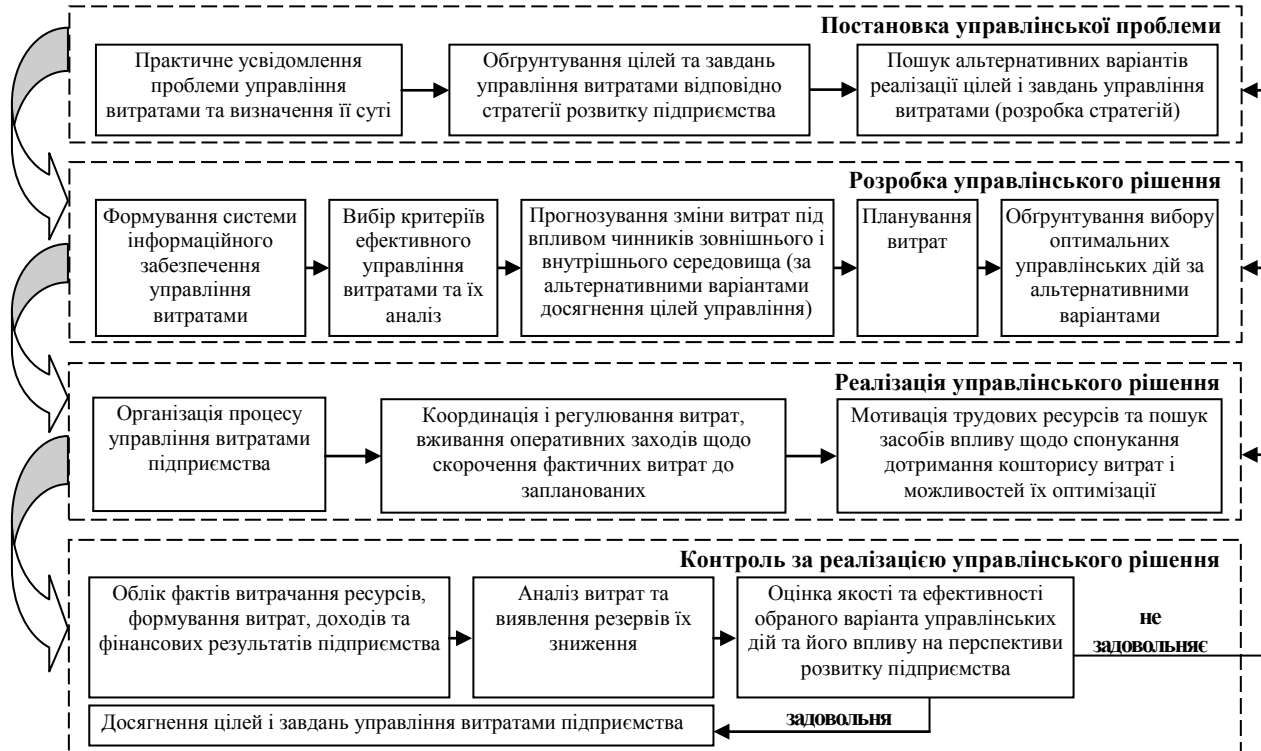 Постановка управлінської проблеми
Практичне усвідомлення
проблеми управління
витратами та визначення її суті
Обґрунтування цілей та завдань
управління витратами відповідно
стратегії розвитку підприємства
Пошук альтернативних варіантів
реалізації цілей і завдань управління
витратами (розробка стратегій)
Розробка управлінського рішення
Формування системи
інформаційного
забезпечення
управління
витратами
Вибір критеріїв
ефективного
управління
витратами та їх
аналіз
Прогнозування зміни витрат під
впливом чинників зовнішнього і
внутрішнього середовища (за
альтернативними варіантами
досягнення цілей управління)
Планування
витрат
Обґрунтування вибору
оптимальних
управлінських дій за
альтернативними
варіантами
Реалізація управлінського рішення
Організація процесу
управління витратами
підприємства
Координація і регулювання витрат,
вживання оперативних заходів щодо
скорочення фактичних витрат до
запланованих
Мотивація трудових ресурсів та пошук
засобів впливу щодо спонукання
дотримання кошторису витрат і
можливостей їх оптимізації
Контроль за реалізацією управлінського рішення
Облік фактів витрачання ресурсів,
формування витрат, доходів та
фінансових результатів підприємства
Аналіз витрат та
виявлення резервів їх
зниження
Оцінка якості та ефективності
обраного варіанта управлінських
дій та його впливу на перспективи
розвитку підприємства
не
задовольняє
Досягнення цілей і завдань управління витратами підприємства
задовольня